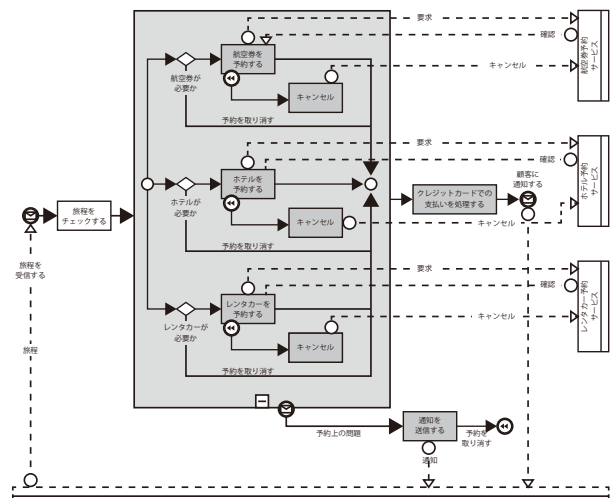 要求
確認
キャンセル
航空券予約
サービス
航空券を
予約する
航空券が
必要か
キャンセル
予約を取り消す
要求
確認
キャンセル
ホテル予約
サービス
ホテルを
予約する
ホテルが
必要か
キャンセル
予約を取り消す
旅程を
チェックする
クレジットカードでの
支払いを処理する
顧客に
通知する
旅程を
受信する
旅程
要求
確認
キャンセル
レンタカー予約
サービス
レンタカーを
予約する
レンタカーが
必要か
キャンセル
予約を取り消す
予約上の問題
通知を
送信する
予約を
取り消す
通知